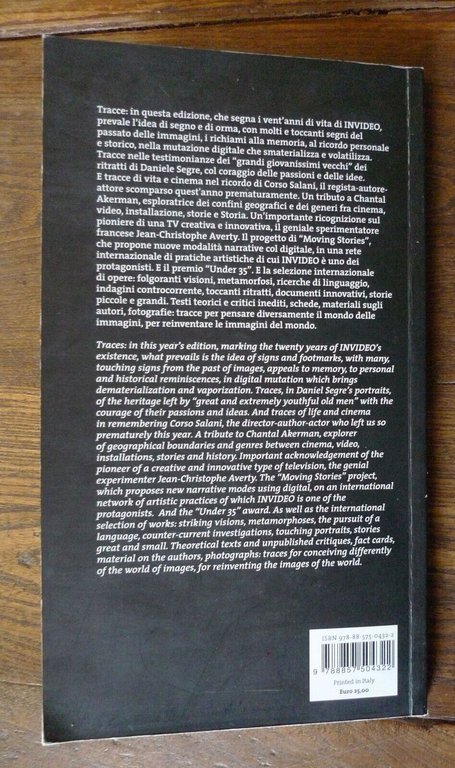 Tracce: in questa edizione, che segna i vent'anni di vita di INVIDEO,
prevale l'idea di segno e di orma, con molti e toccanti segni del
passato delle immagini, i richiami alla memoria, al ricordo personale
e storico, nella mutazione digitale che smaterializza e volatilizza.
Tracce nelle testimonianze dei "grandi giovanissimi vecchi" dei
ritratti di Daniele Segre, col coraggio delle passioni e delle idee.
E tracce di vita e cinema nel ricordo di Corso Salani, il regista-autore-
attore scomparso quest'anno prematuramente. Un tributo a Chantal
Akerman, esploratrice dei confini geografici e dei generi fra cinema,
video, installazione, storie e Storia. Un'importante ricognizione sul
pioniere di una TV creativa e innovativa, il geniale sperimentatore
francese Jean-Christophe Averty. Il progetto di "Moving Stories",
che propone nuove modalità narrative col digitale, in una rete
internazionale di pratiche artistiche di cui INVIDEO è uno dei
protagonisti. E il premio "Under 35". E la selezione internazionale
di opere: folgoranti visioni, metamorfosi, ricerche di linguaggio,
indagini controcorrente, toccanti ritratti, documenti innovativi, storie
piccole e grandi. Testi teorici e critici inediti, schede, materiali sugli
autori, fotografie: tracce per pensare diversamente il mondo delle
immagini, per reinventare le immagini del mondo.
Traces: in this year's edition, marking the twenty years of INVIDEO's
existence, what prevails is the idea of signs and footmarks, with many,
touching signs from the past of images, appeals to memory, to personal
and historical reminiscences, in digital mutation which brings
dematerialization and vaporization. Traces, in Daniel Segre's portraits,
of the heritage left by "great and extremely youthful old men" with the
courage of their passions and ideas. And traces of life and cinema
in remembering Corso Salani, the director-author-actor who left us so
prematurely this year. A tribute to Chantal Akerman, explorer
of geographical boundaries and genres between cinema, video,
installations, stories and history. Important acknowledgement of the
pioneer of a creative and innovative type of television, the genial
experimenter Jean-Christophe Averty. The "Moving Stories" project,
which proposes new narrative modes using digital, on an international
network of artistic practices of which INVIDEO is one of the
protagonists. And the "Under 35" award. As well as the international
selection of works: striking visions, metamorphoses, the pursuit of a
language, counter-current investigations, touching portraits, stories
great and small. Theoretical texts and unpublished critiques, fact cards,
material on the authors, photographs: traces for conceiving differently
of the world of images, for reinventing the images of the world.
ISBN 978-88-575-0432-2
9 788857 504322
Printed in Italy
Euro 25,00